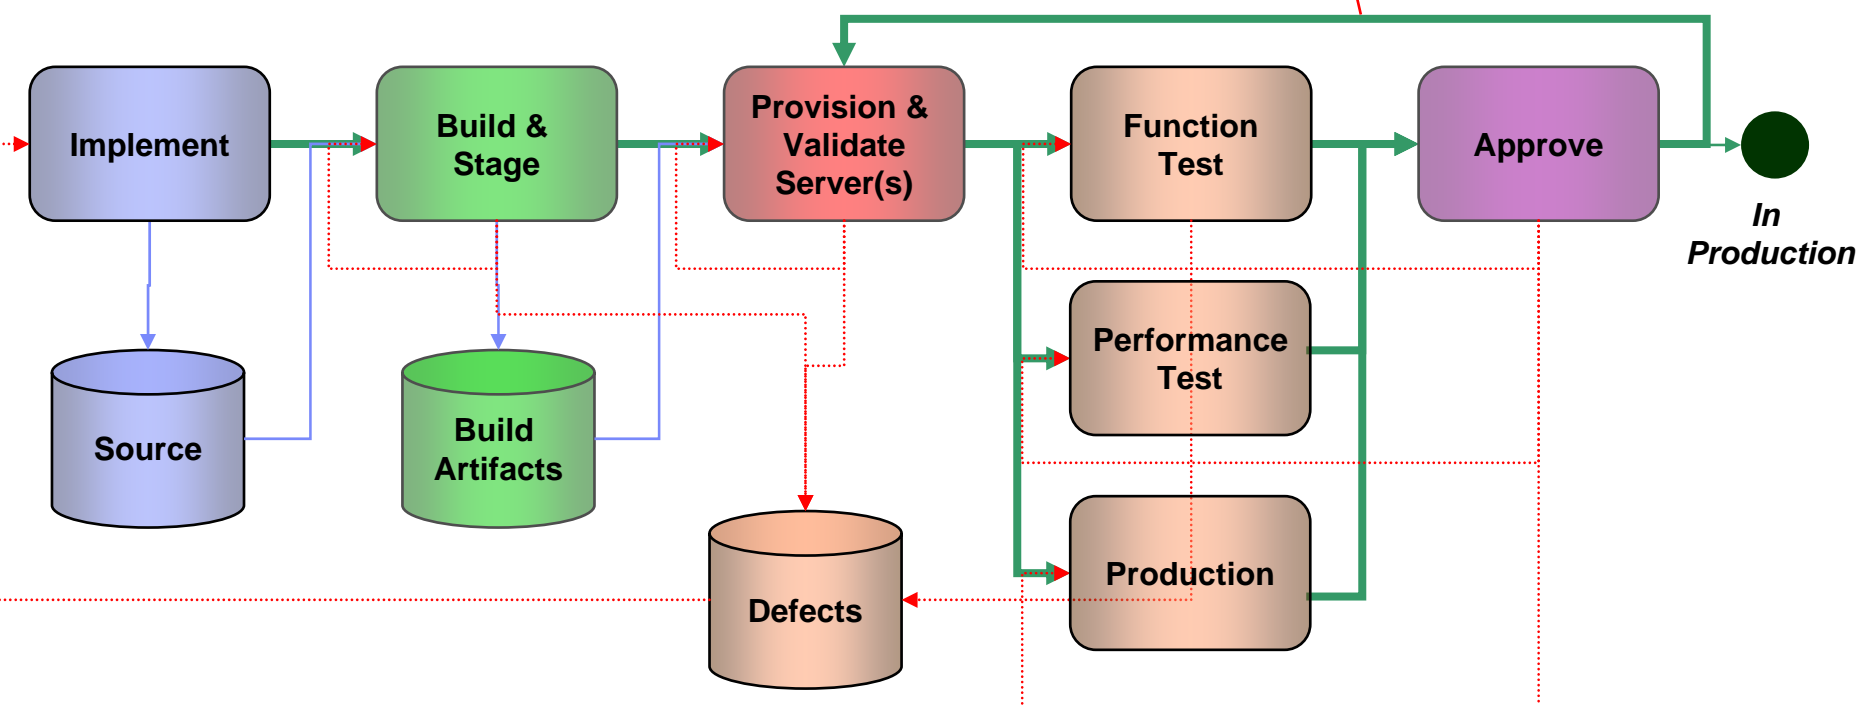 Implement
Build &
Stage
Provision &
Validate
Server(s)
Function
Test
Approve
In
Production
Performance
Test
Source
Build
Artifacts
Production
Defects